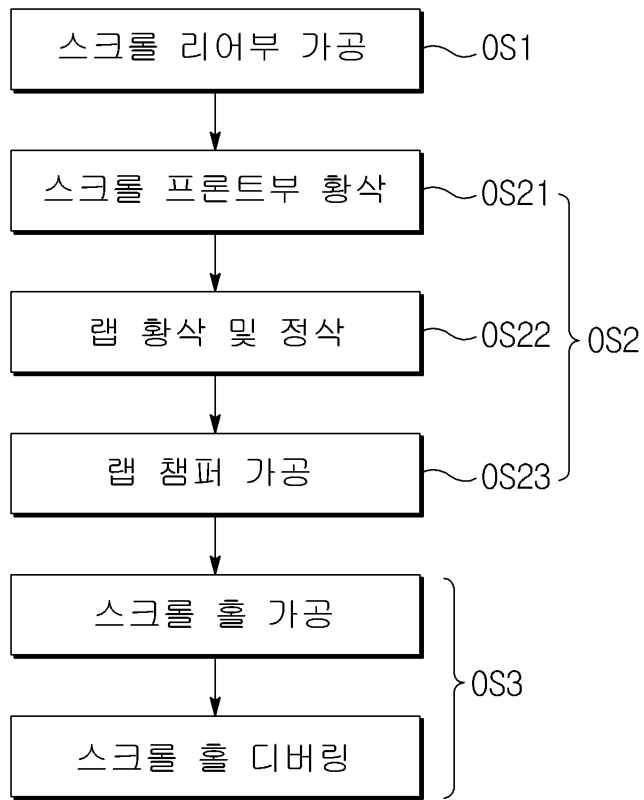 스크롤 리어부 가공
OS1
스크롤 프론트부 황삭
OS21
랩 황삭 및 정삭
OS22
OS2
랩 챔퍼 가공
OS23
스크롤 홀 가공
OS3
스크롤 홀 디버링